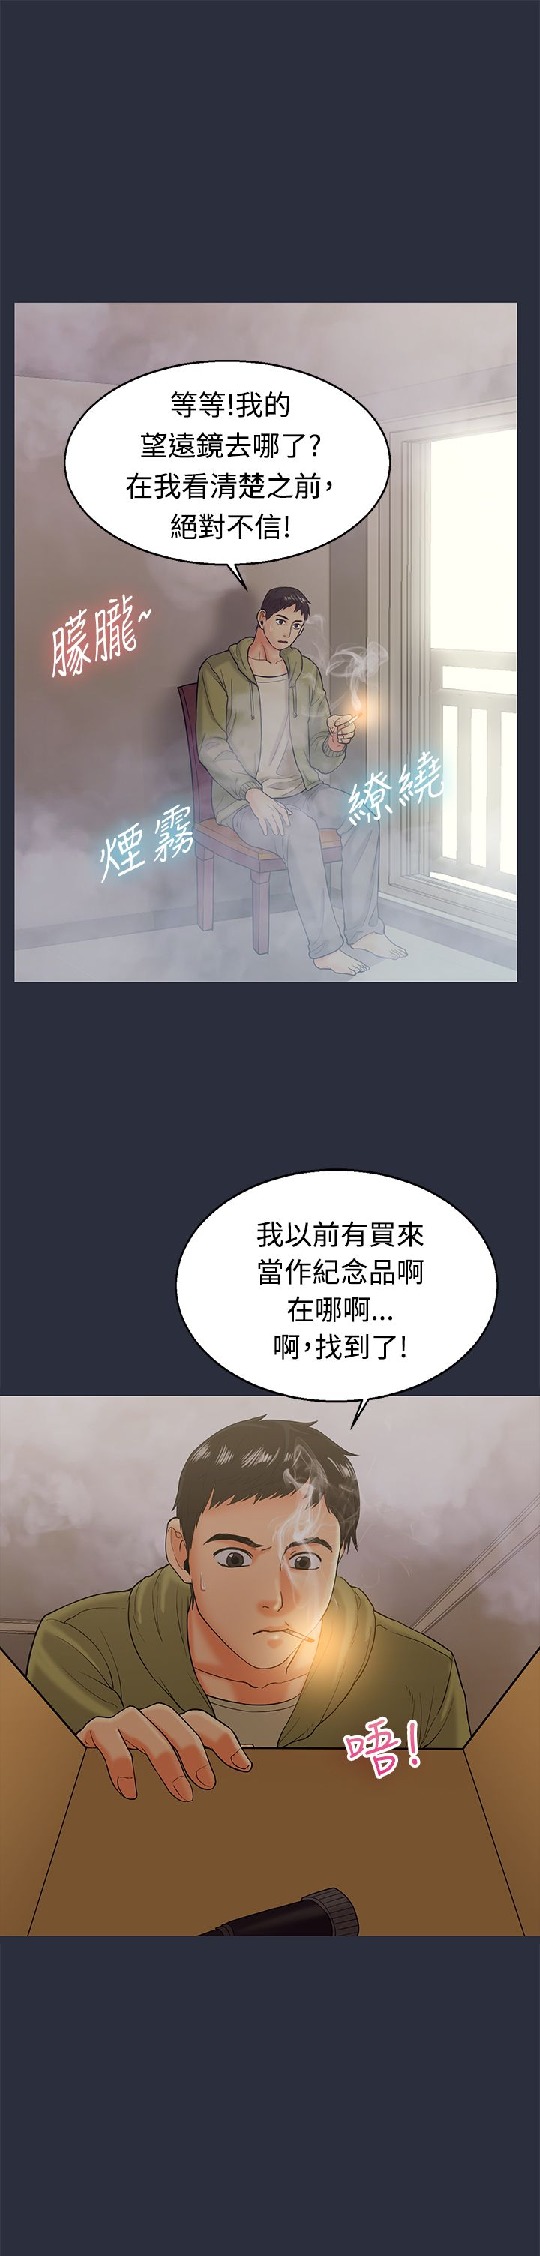 等等!我的
望遠鏡去哪了?
在我看清楚之前,
絕對不信!
朦朧~
煙霧
繚繞
我以前有買來
當作紀念品啊
在哪啊...
啊,找到了!
唔!